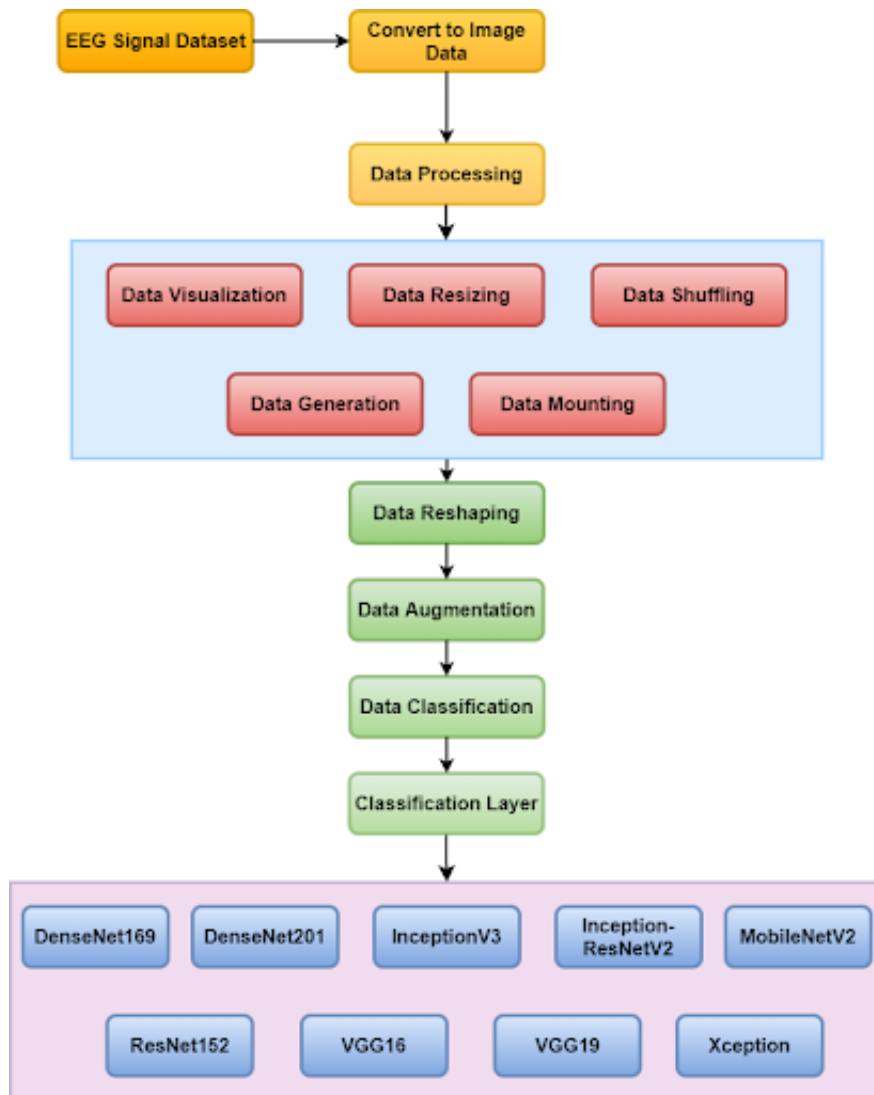 EEG Signal Dataset
Convert to Image
Data
Data Processing
Data Visualization
Data Resizing
Data Shuffling
Data Generation
Data Mounting
Data Reshaping
Data Augmentation
Data Classification
Classification Layer
DenseNet169
DenseNet201
InceptionV3
Inception-
ResNetV2
MobileNetV2
ResNet152
VGG16
VGG19
Xception